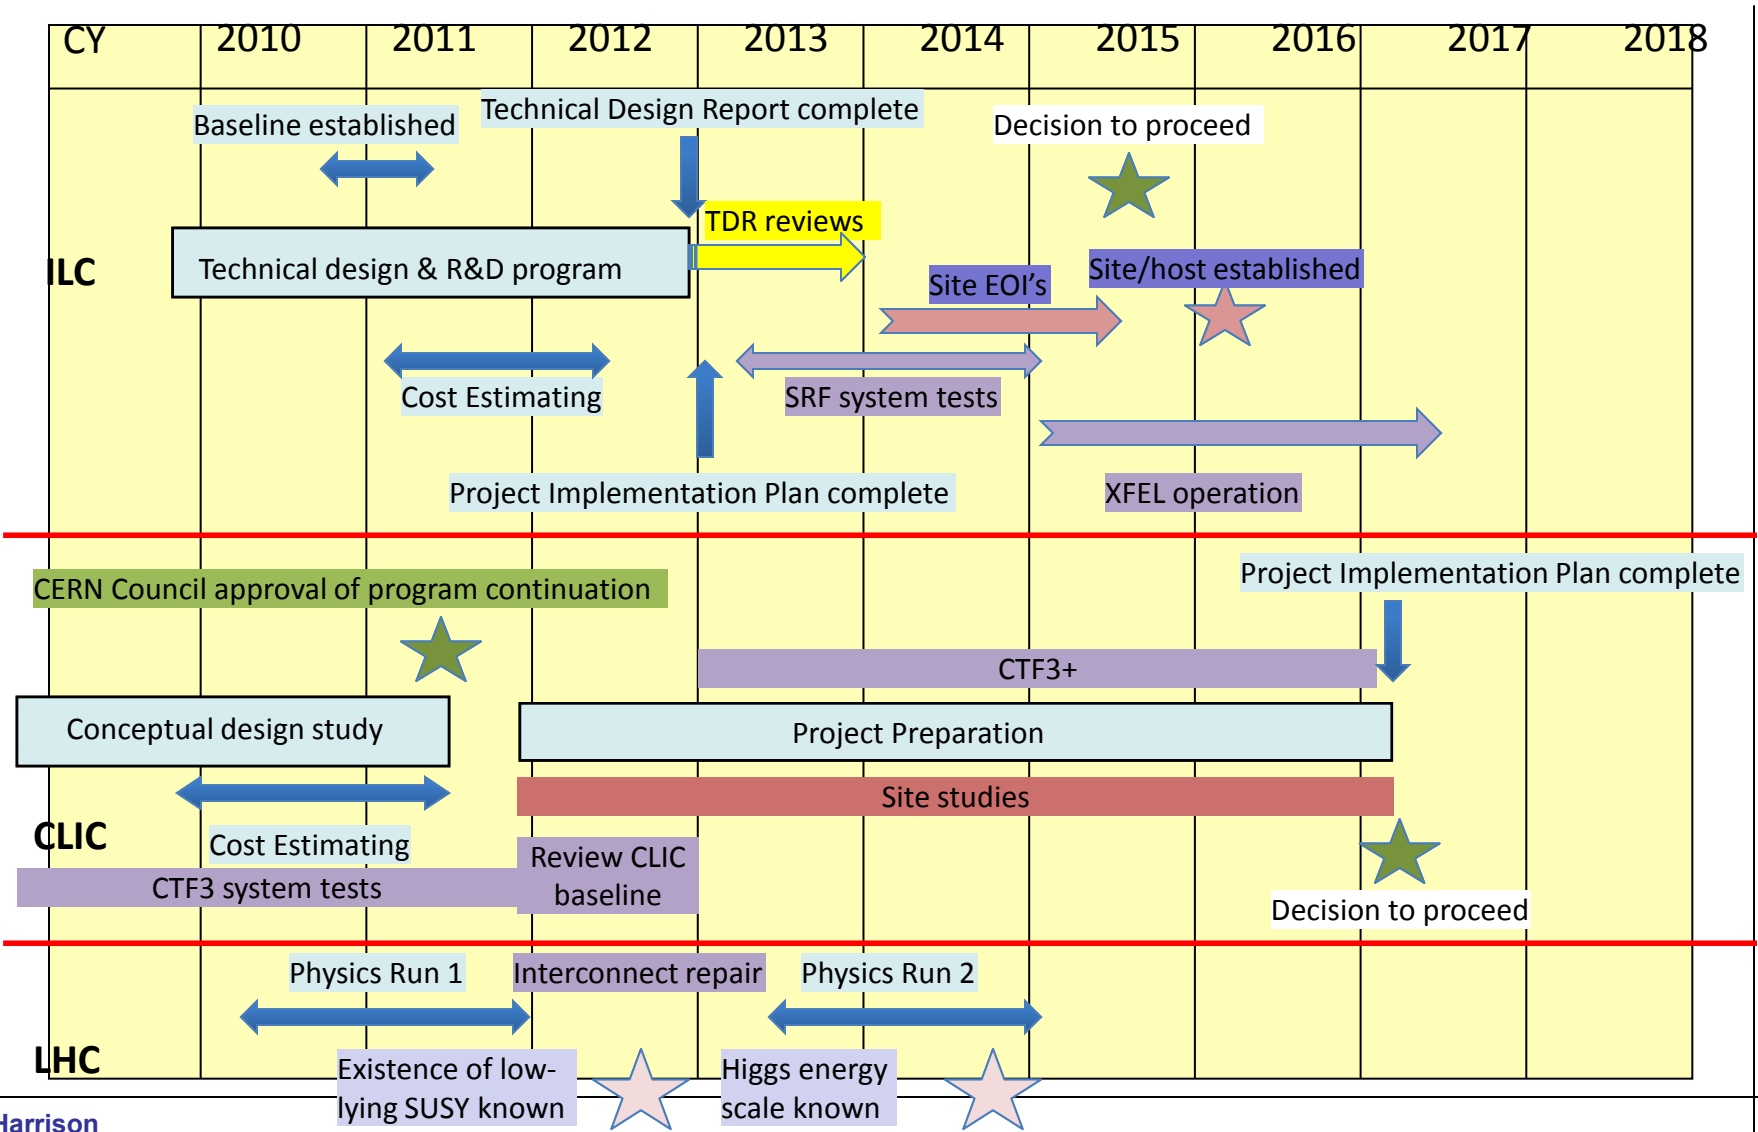 CY 2010 2011 2012 2013 2014 2015 2016 2017 2018
Technical Design Report complete
Baseline established
Decision to proceed
TDR reviews
ILC
Technical design & R&D program
Site EOI's
Site/host established
Cost Estimating
SRF system tests
Project Implementation Plan complete
XFEL operation
CERN Council approval of program continuation
Project Implementation Plan complete
CTF3+
Conceptual design study
Project Preparation
Site studies
CLIC
Cost Estimating
Review CLIC
baseline
CTF3 system tests
Decision to proceed
Physics Run 1
Interconnect repair
Physics Run 2
LHC
Existence of low-
lying SUSY known
Higgs energy
scale known
Harrison